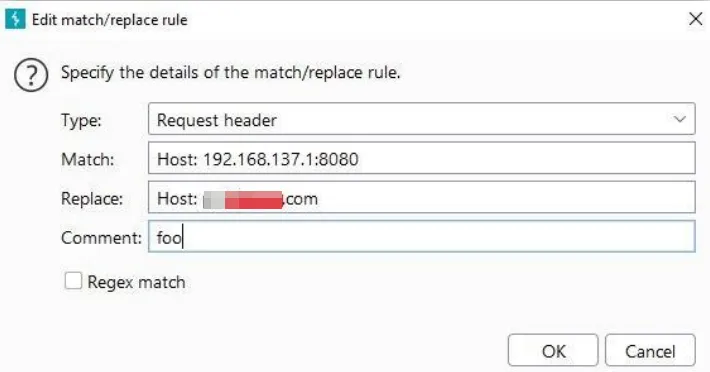 Edit match/replace rule
Specify the details of the match/replace rule.
Type: Request header
Match: Host: 192.168.137.1:8080
Replace: Host: .com
Comment: foo
Regex match
OK Cancel